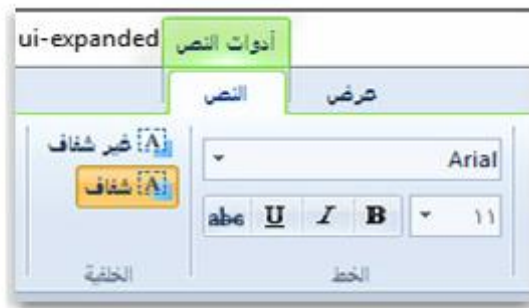 أدوات النص ui-expanded
عرض النص
Arial غير شفاف
شفاف
١١ B I U abc
الخط الخلفية